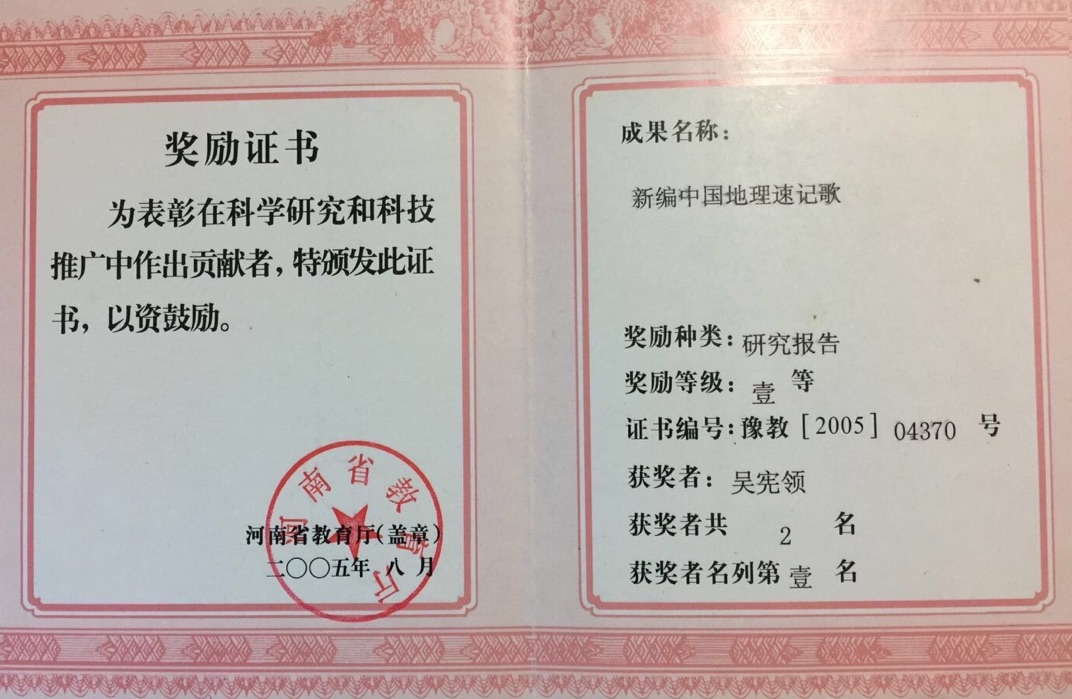 奖励证书
为表彰在科学研究和科技
推广中作出贡献者，特颁发此证
书，以资鼓励。
河南省教育厅
河南省教育厅（盖章）
二〇〇五年 八 月
成果名称：
新编中国地理速记歌
奖励种类：研究报告
奖励等级：壹 等
证书编号：豫教［2005］04370 号
获奖者：吴宪领
获奖者共 2 名
获奖者名列第壹 名